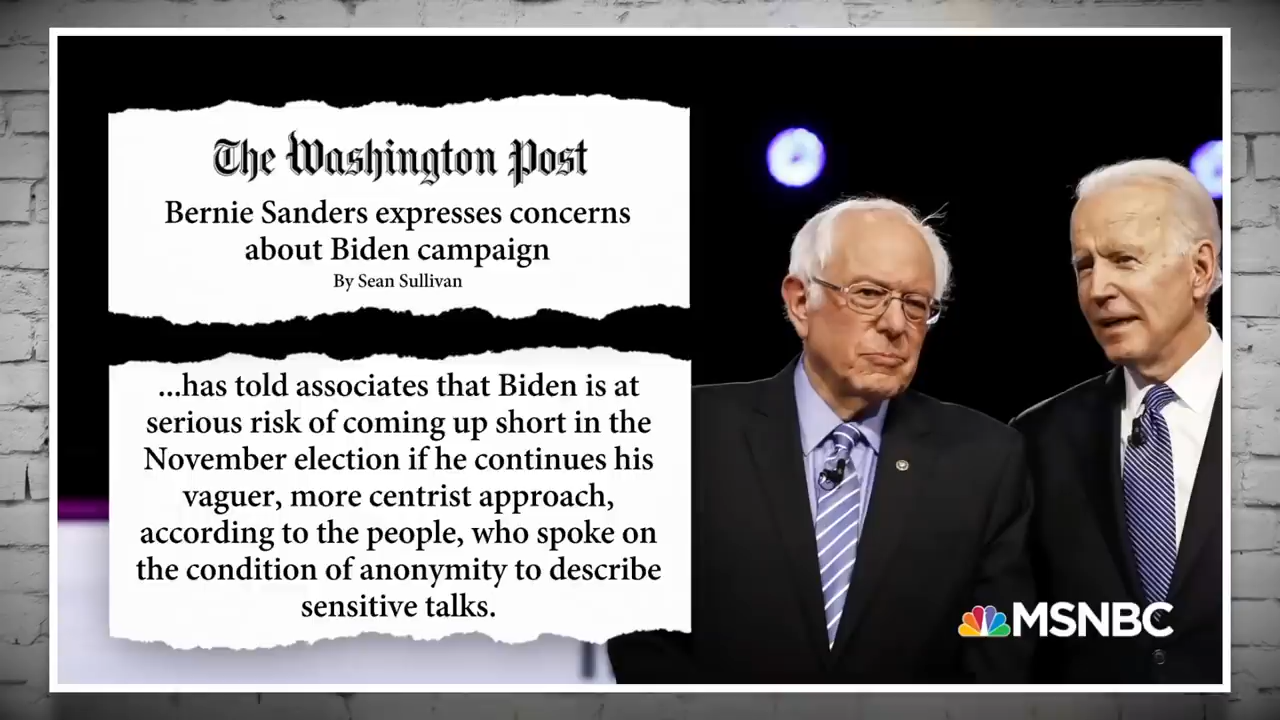 The Washington Post
Bernie Sanders expresses concerns
about Biden campaign
By Sean Sullivan
...has told associates that Biden is at
serious risk of coming up short in the
November election if he continues his
vaguer, more centrist approach,
according to the people, who spoke on
the condition of anonymity to describe
sensitive talks.
MSNBC